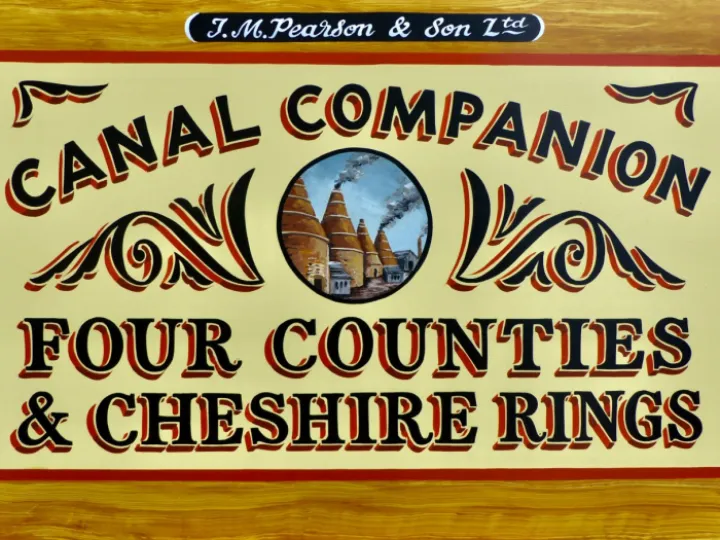 J.M.Pearson & Son Ltd
CANAL COMPANION
FOUR COUNTIES
& CHESHIRE RINGS